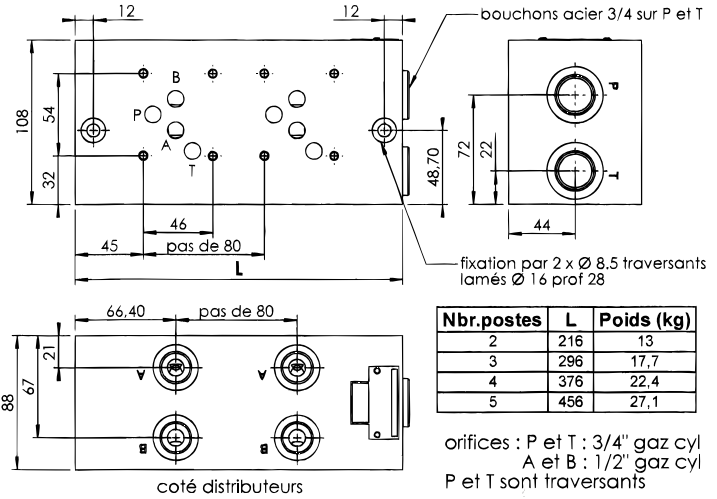 12
12
bouchons acier 3/4 sur P et T
B
P
A
T
108
54
32
48,70
46
45
pas de 80
L
P
T
72
22
44
fixation par 2 x Ø 8.5 traversants
lamés Ø 16 prof 28
66,40
pas de 80
21
67
88
A
A
B
B
coté distributeurs
Nbr.postes L Poids (kg)
2 216 13
3 296 17,7
4 376 22,4
5 456 27,1
orifices : P et T : 3/4" gaz cyl
A et B : 1/2" gaz cyl
P et T sont traversants